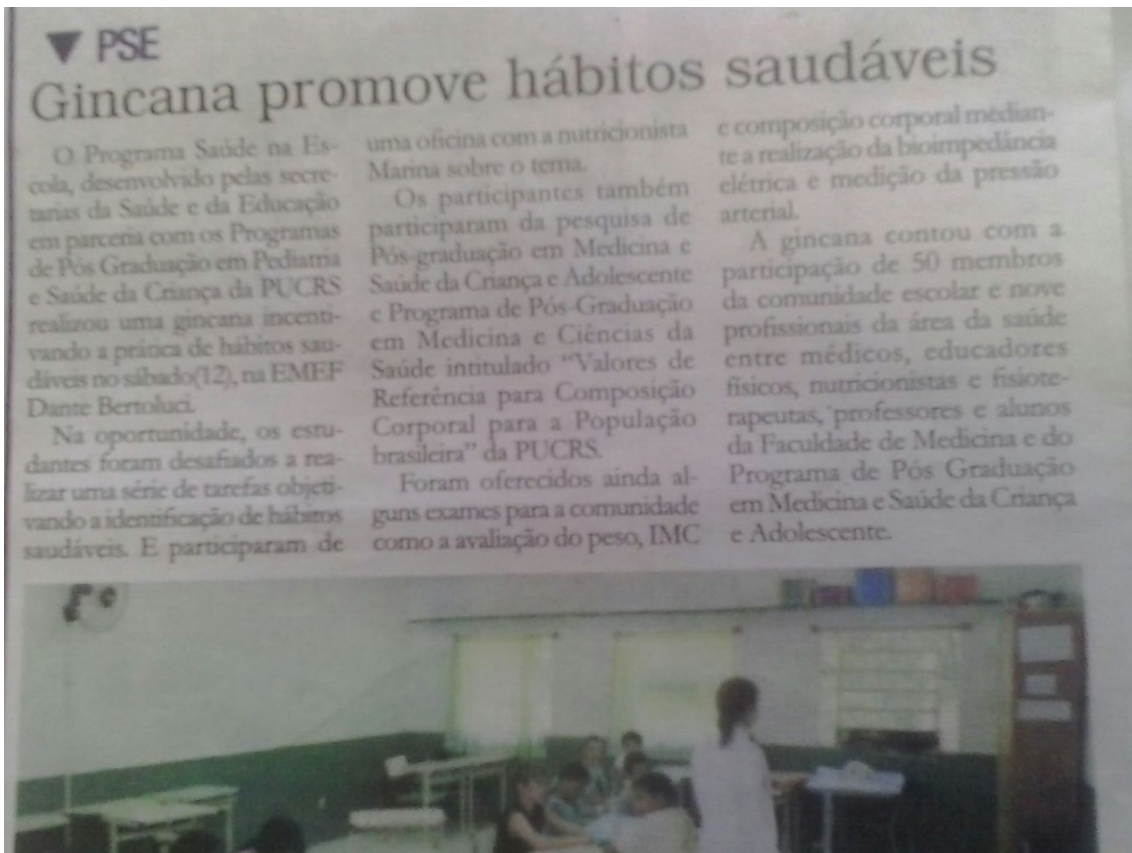 ▼ PSE
Gincana promove hábitos saudáveis
O Programa Saúde na Es-
cola, desenvolvido pelas secre-
tarias da Saúde e da Educação
em parceria com os Programas
de Pós Graduação em Pediatria
e Saúde da Criança da PUCRS
realizou uma gincana incenti-
vando a prática de hábitos sau-
dáveis no sábado(12), na EMEF
Dante Bertoluci.
Na oportunidade, os estu-
dantes foram desafiados a rea-
lizar uma série de tarefas objeti-
vando a identificação de hábitos
saudáveis. E participaram de
uma oficina com a nutricionista
Marina sobre o tema.
Os participantes também
participaram da pesquisa de
Pós-graduação em Medicina e
Saúde da Criança e Adolescente
e Programa de Pós-Graduação
em Medicina e Ciências da
Saúde intitulado “Valores de
Referência para Composição
Corporal para a População
brasileira” da PUCRS.
Foram oferecidos ainda al-
guns exames para a comunidade
como a avaliação do peso, IMC
e composição corporal median-
te a realização da bioimpedância
elétrica e medição da pressão
arterial.
A gincana contou com a
participação de 50 membros
da comunidade escolar e nove
profissionais da área da saúde
entre médicos, educadores
físicos, nutricionistas e fisiote-
rapeutas, professores e alunos
da Faculdade de Medicina e do
Programa de Pós Graduação
em Medicina e Saúde da Criança
e Adolescente.